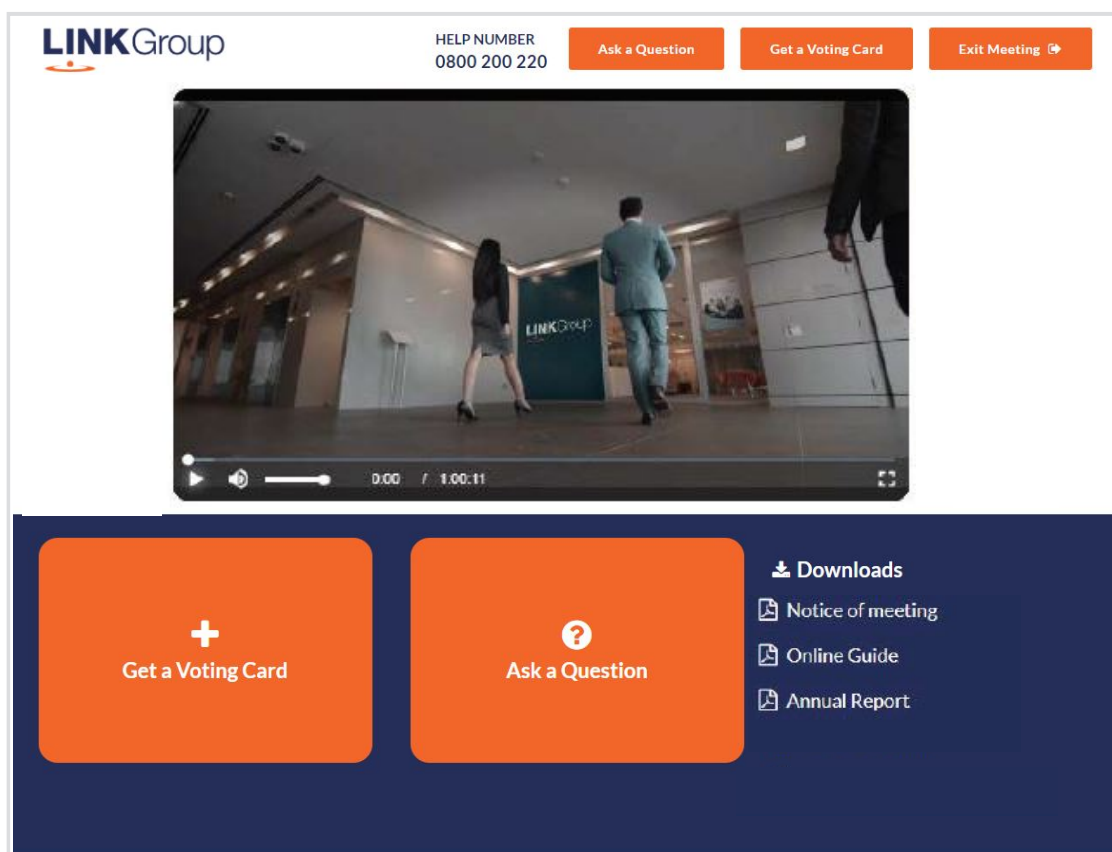 LINKGroup
HELP NUMBER
0800 200 220
Ask a Question
Get a Voting Card
Exit Meeting
LINKGroup
0:00 / 1:00:11
Get a Voting Card
Ask a Question
Downloads
Notice of meeting
Online Guide
Annual Report